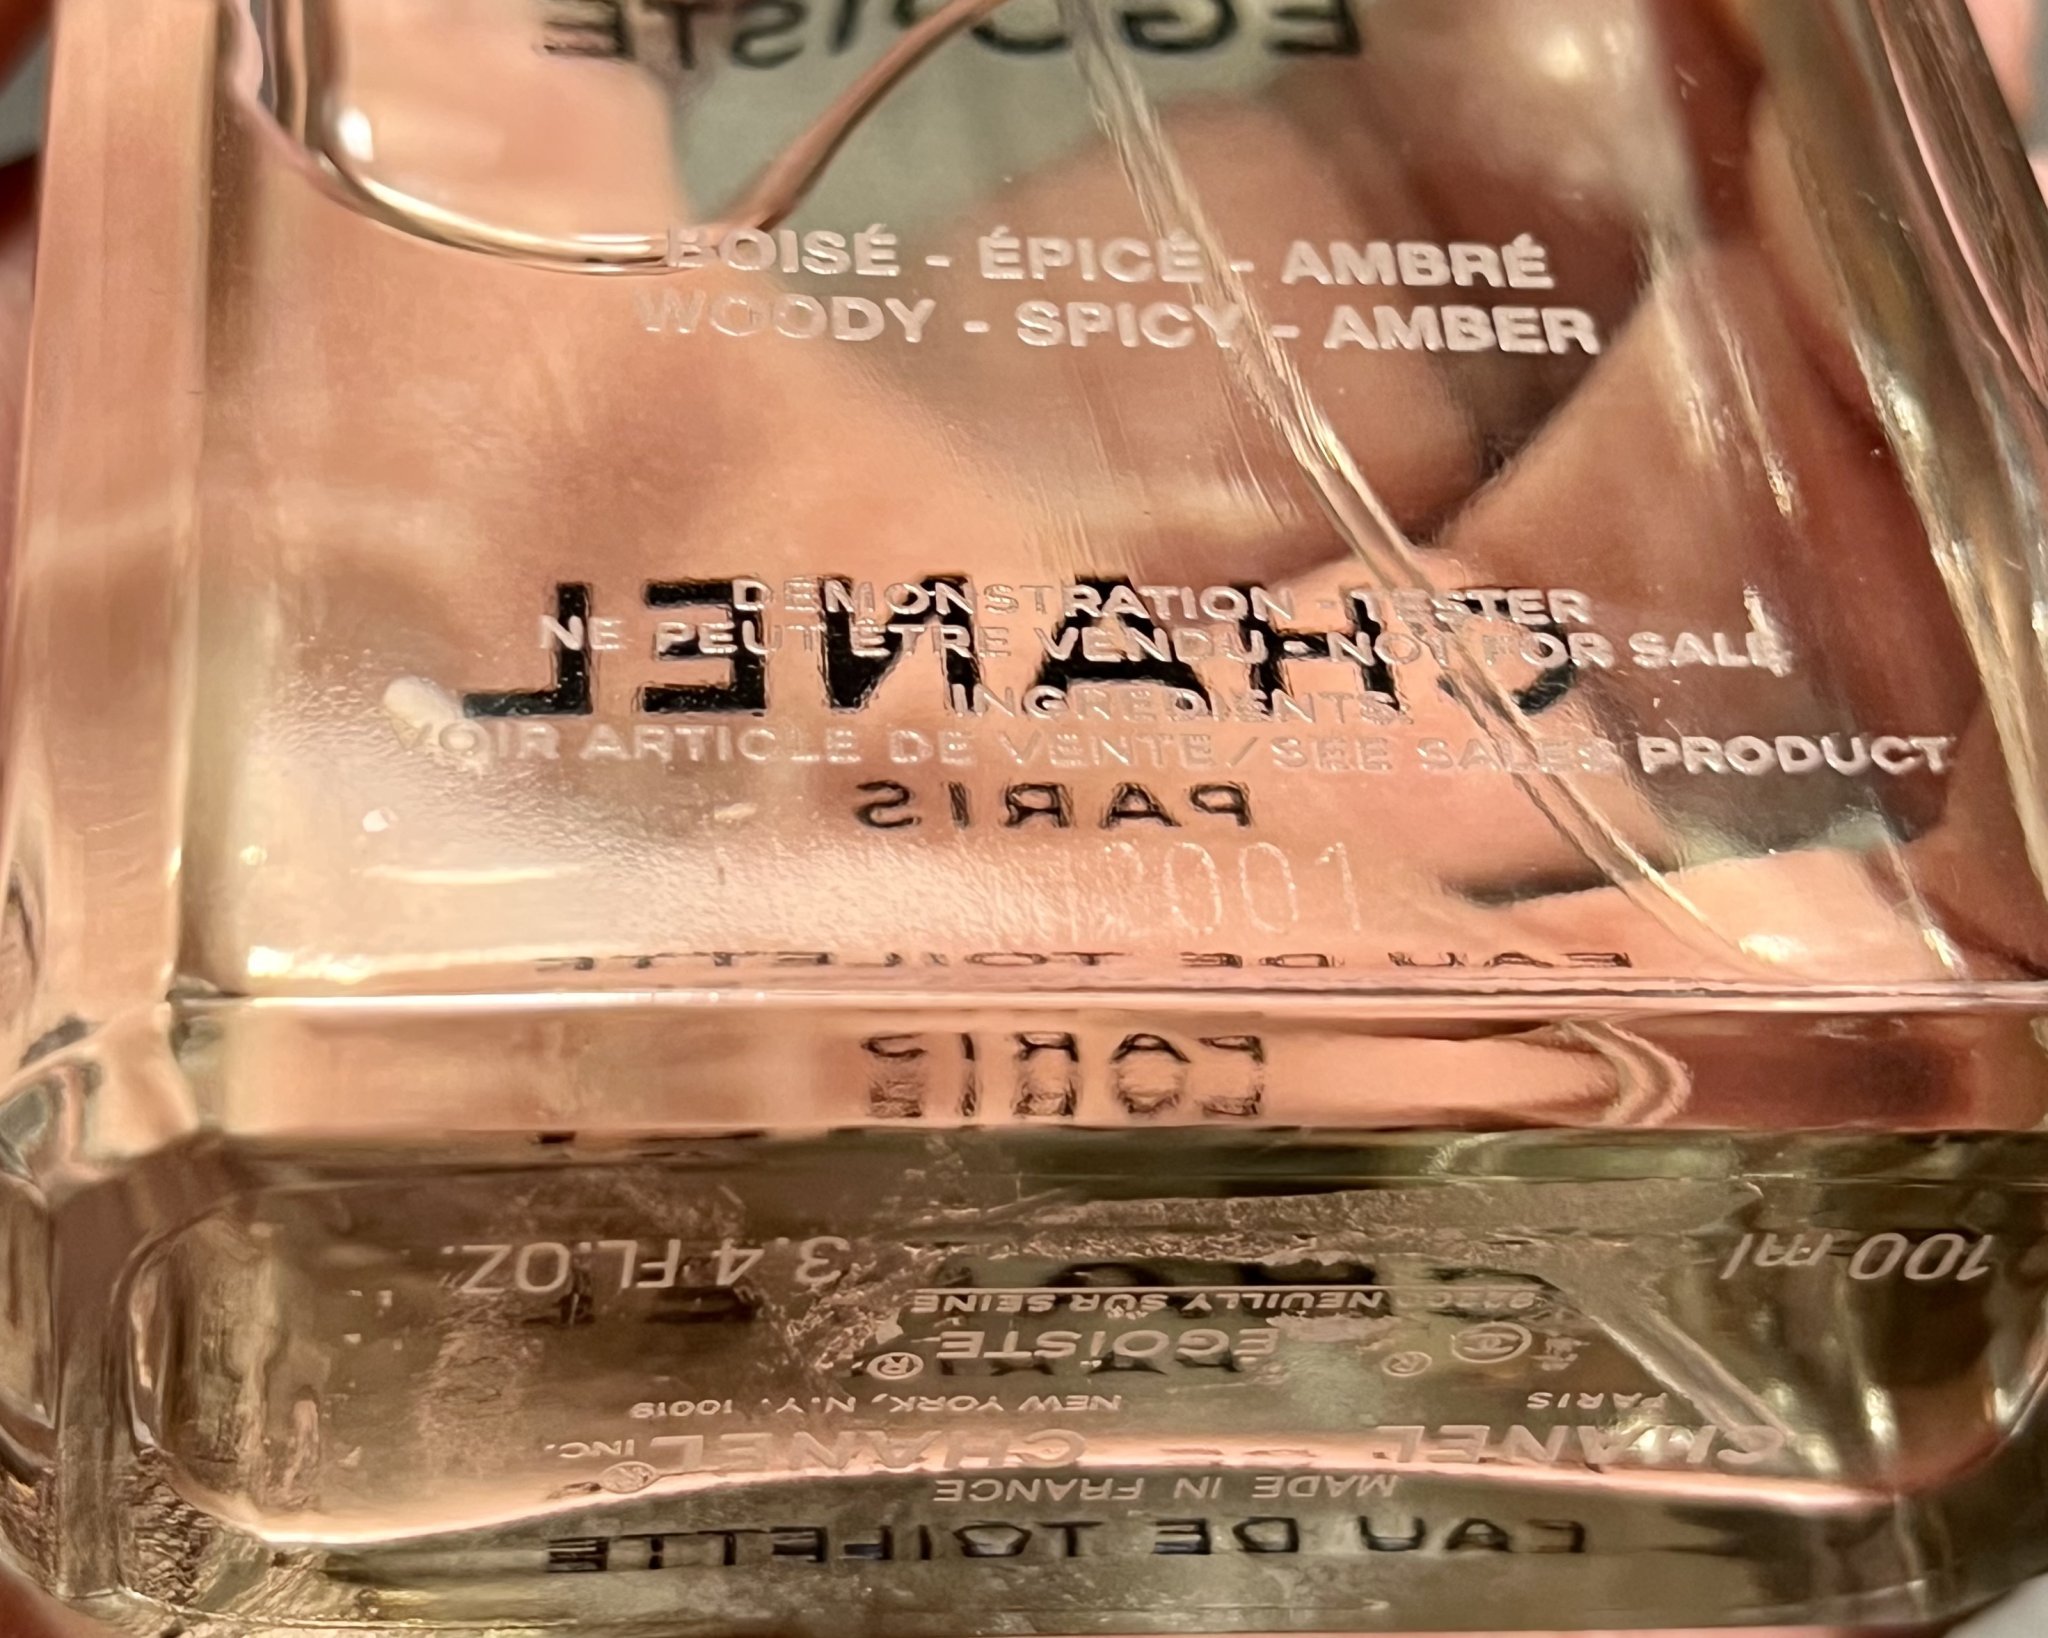 ÉGOÏSTE
BOISÉ - ÉPICÉ - AMBRÉ
WOODY - SPICY - AMBER
CHANEL
DEMONSTRATION - TESTER
NE PEUT ETRE VENDU - NOT FOR SALE
INGREDIENTS:
VOIR ARTICLE DE VENTE/SEE SALES PRODUCT
PARIS
EAU DE TOILETTE
PARIS
100 ml 3.4 FL.OZ.
NEUILLY SUR SEINE
ÉGOÏSTE
® ®
PARIS NEW YORK, N.Y. 10019
CHANEL CHANEL INC.
MADE IN FRANCE
EAU DE TOILETTE